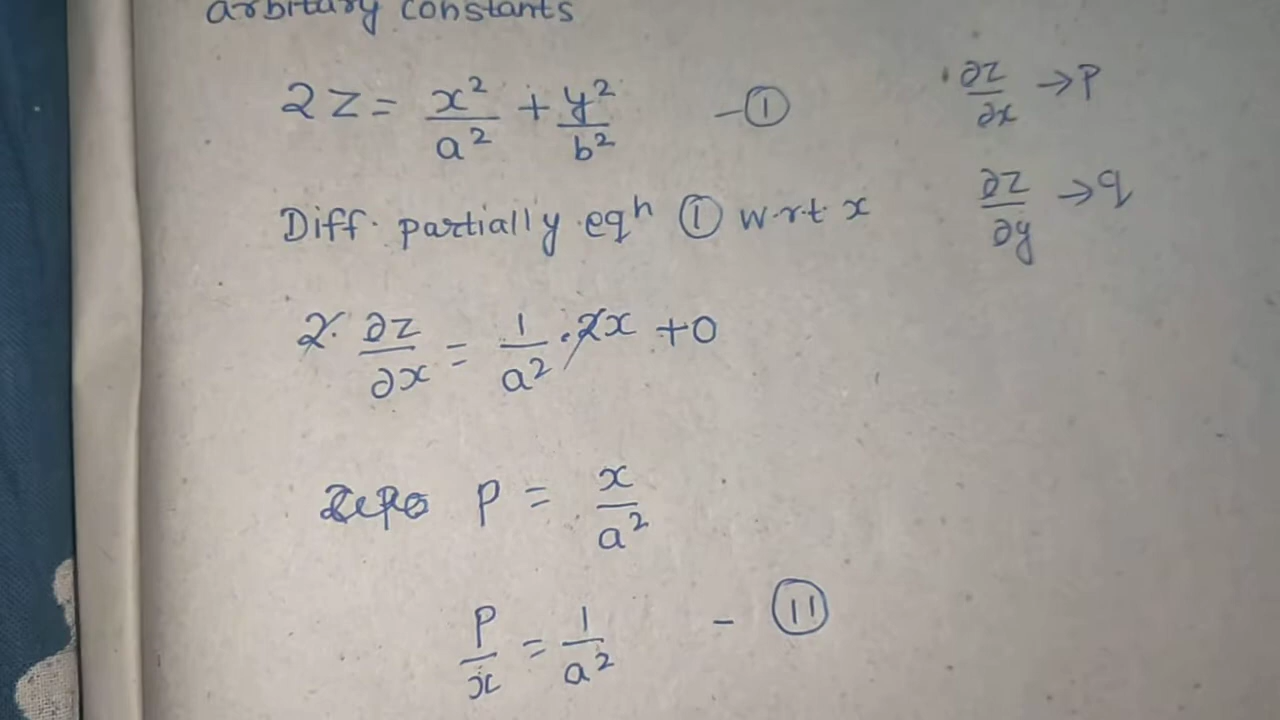 arbitary constants
2z = x²/a² + y²/b² - ①
∂z/∂x → P
∂z/∂y → q
Diff. partially eqⁿ ① w.r.t x
2. ∂z/∂x = 1/a² . 2x + 0
P = x/a²
P/x = 1/a² - ⑪